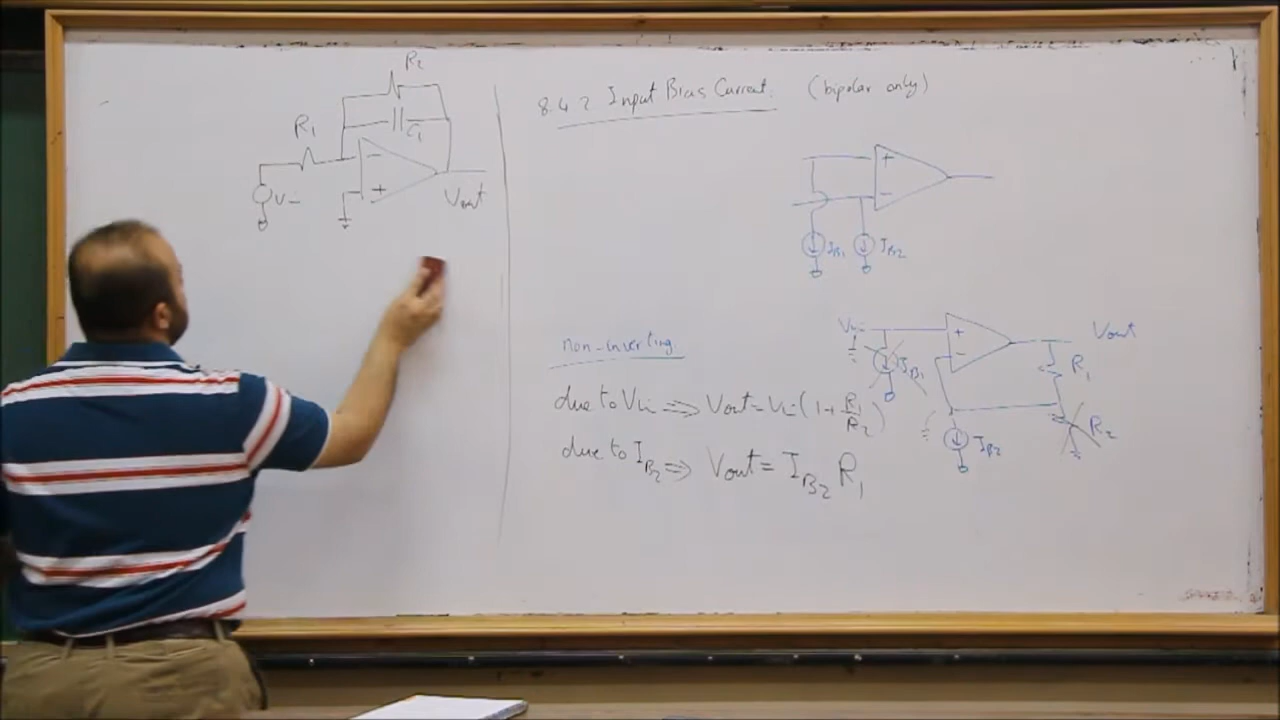 R2
R1
C1
−
+
V~
Vout
8.4.2 Input Bias Current. (bipolar only)
+
−
IB1 IB2
non-inverting.
Vin + − Vout
IB1
R1
R2
IB2
due to Vin ⇒ Vout = Vin (1 + R1/R2)
due to IB2 ⇒ Vout = IB2 R1